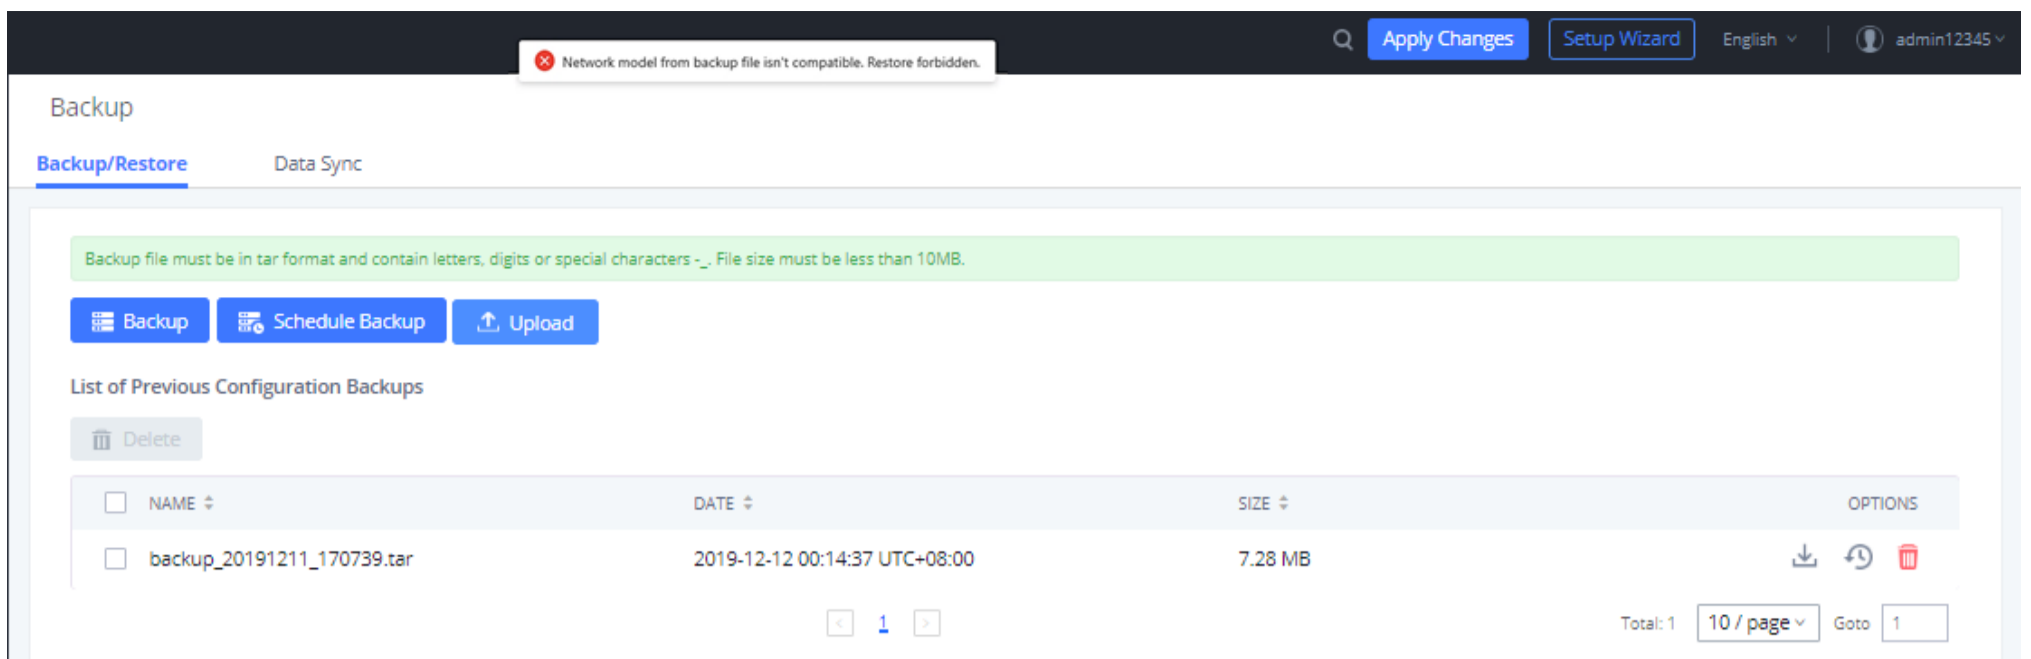 Apply Changes Setup Wizard English admin12345
Network model from backup file isn't compatible. Restore forbidden.
Backup
Backup/Restore Data Sync
Backup file must be in tar format and contain letters, digits or special characters -_. File size must be less than 10MB.
Backup Schedule Backup Upload
List of Previous Configuration Backups
Delete
NAME DATE SIZE OPTIONS
backup_20191211_170739.tar 2019-12-12 00:14:37 UTC+08:00 7.28 MB
< 1 > Total: 1 10 / page Goto 1